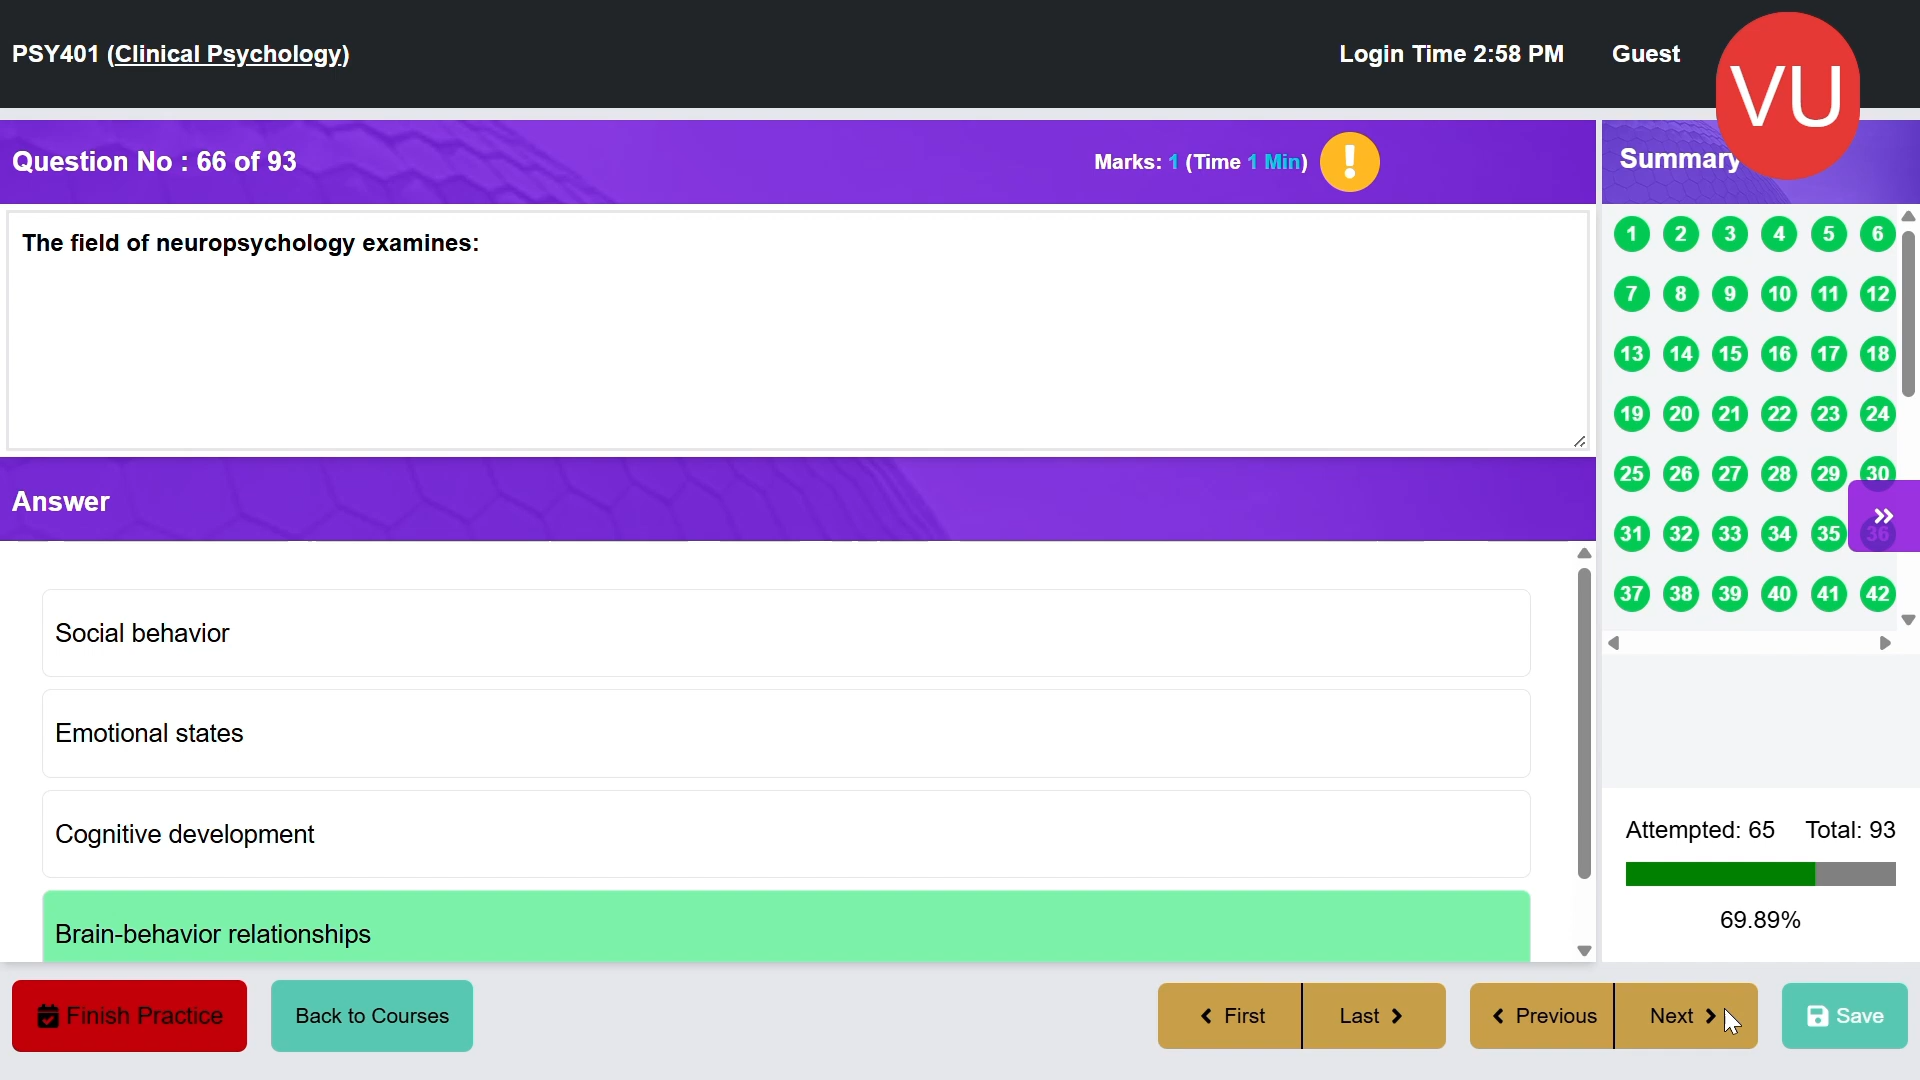 PSY401 (Clinical Psychology)
Login Time 2:58 PM
Guest
VU
Question No : 66 of 93
Marks: 1 (Time 1 Min)
!
Summary
The field of neuropsychology examines:
1 2 3 4 5 6
7 8 9 10 11 12
13 14 15 16 17 18
19 20 21 22 23 24
25 26 27 28 29 30
31 32 33 34 35 36
37 38 39 40 41 42
Answer
Social behavior
Emotional states
Cognitive development
Brain-behavior relationships
Attempted: 65 Total: 93
69.89%
Finish Practice
Back to Courses
First
Last
Previous
Next
Save